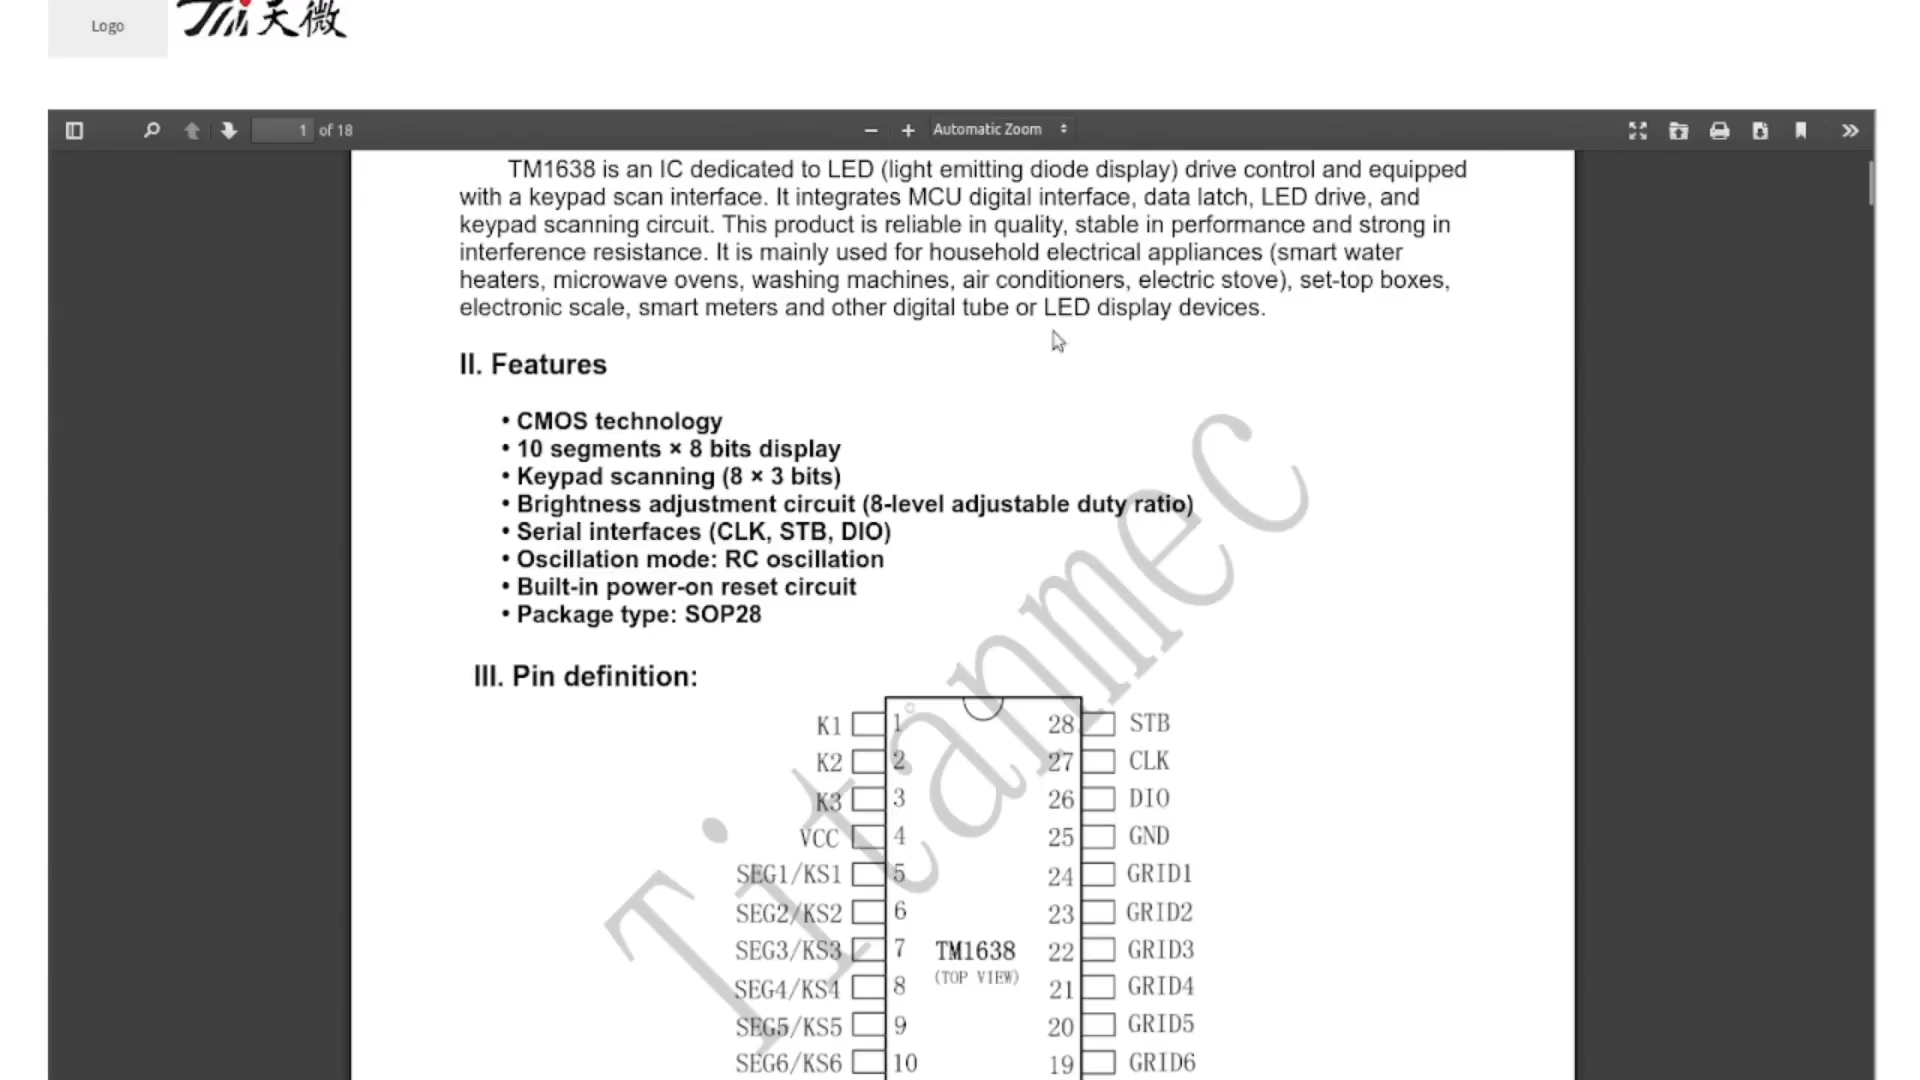 Logo
TM天微
1 of 18
Automatic Zoom
TM1638 is an IC dedicated to LED (light emitting diode display) drive control and equipped
with a keypad scan interface. It integrates MCU digital interface, data latch, LED drive, and
keypad scanning circuit. This product is reliable in quality, stable in performance and strong in
interference resistance. It is mainly used for household electrical appliances (smart water
heaters, microwave ovens, washing machines, air conditioners, electric stove), set-top boxes,
electronic scale, smart meters and other digital tube or LED display devices.
II. Features
• CMOS technology
• 10 segments × 8 bits display
• Keypad scanning (8 × 3 bits)
• Brightness adjustment circuit (8-level adjustable duty ratio)
• Serial interfaces (CLK, STB, DIO)
• Oscillation mode: RC oscillation
• Built-in power-on reset circuit
• Package type: SOP28
III. Pin definition:
K1 1 28 STB
K2 2 27 CLK
K3 3 26 DIO
VCC 4 25 GND
SEG1/KS1 5 24 GRID1
SEG2/KS2 6 23 GRID2
SEG3/KS3 7 TM1638 22 GRID3
(TOP VIEW)
SEG4/KS4 8 21 GRID4
SEG5/KS5 9 20 GRID5
SEG6/KS6 10 19 GRID6
Titanmec